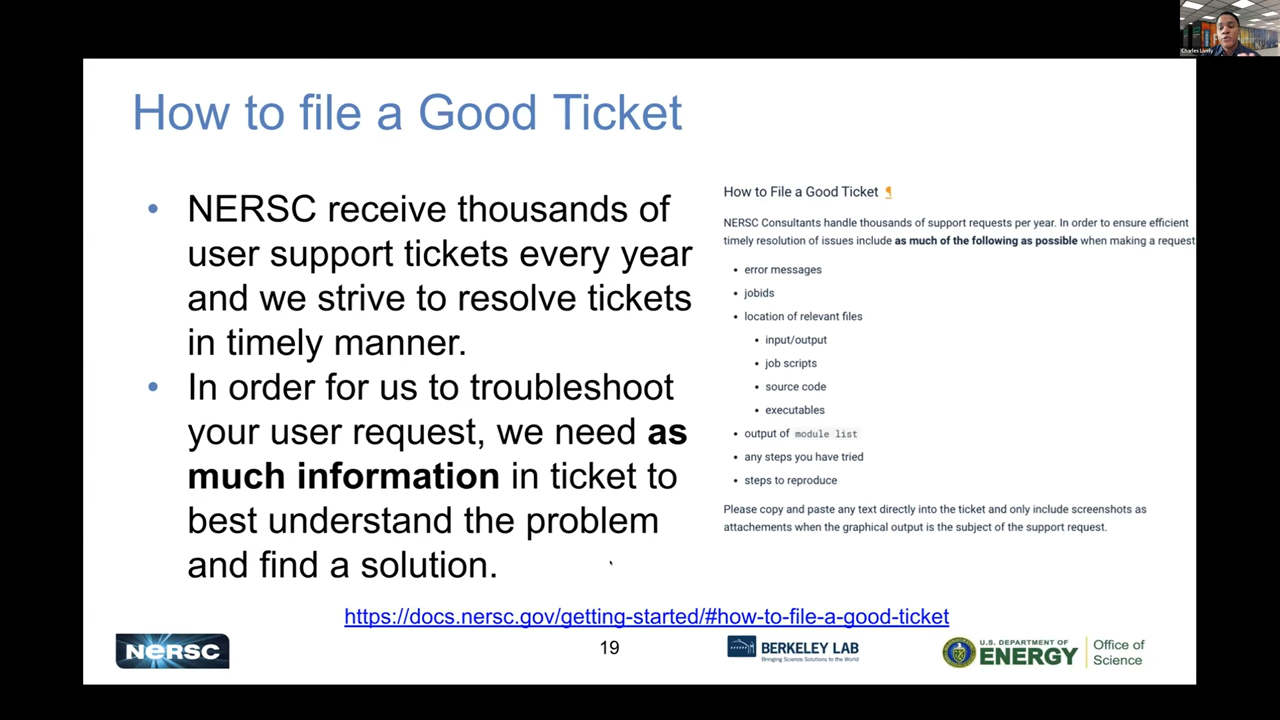 Charles Lively
How to file a Good Ticket
• NERSC receive thousands of
user support tickets every year
and we strive to resolve tickets
in timely manner.
• In order for us to troubleshoot
your user request, we need as
much information in ticket to
best understand the problem
and find a solution.
How to File a Good Ticket ¶
NERSC Consultants handle thousands of support requests per year. In order to ensure efficient
timely resolution of issues include as much of the following as possible when making a request
• error messages
• jobids
• location of relevant files
• input/output
• job scripts
• source code
• executables
• output of module list
• any steps you have tried
• steps to reproduce
Please copy and paste any text directly into the ticket and only include screenshots as
attachements when the graphical output is the subject of the support request.
https://docs.nersc.gov/getting-started/#how-to-file-a-good-ticket
NERSC
19
BERKELEY LAB
Bringing Science Solutions to the World
U.S. DEPARTMENT OF
ENERGY
Office of
Science